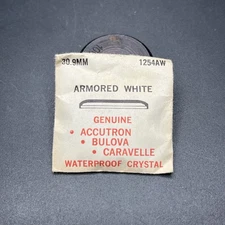 30.9MM 1254AW
ARMORED WHITE
GENUINE
• ACCUTRON
• BULOVA
• CARAVELLE
WATERPROOF CRYSTAL